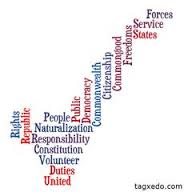 Forces
Service
States
Freedoms
Commongood
Citizenship
Commonwealth
Democracy
Public
People
Republic
Rights
Naturalization
Responsibility
Constitution
Volunteer
Duties
United
tagxedo.com